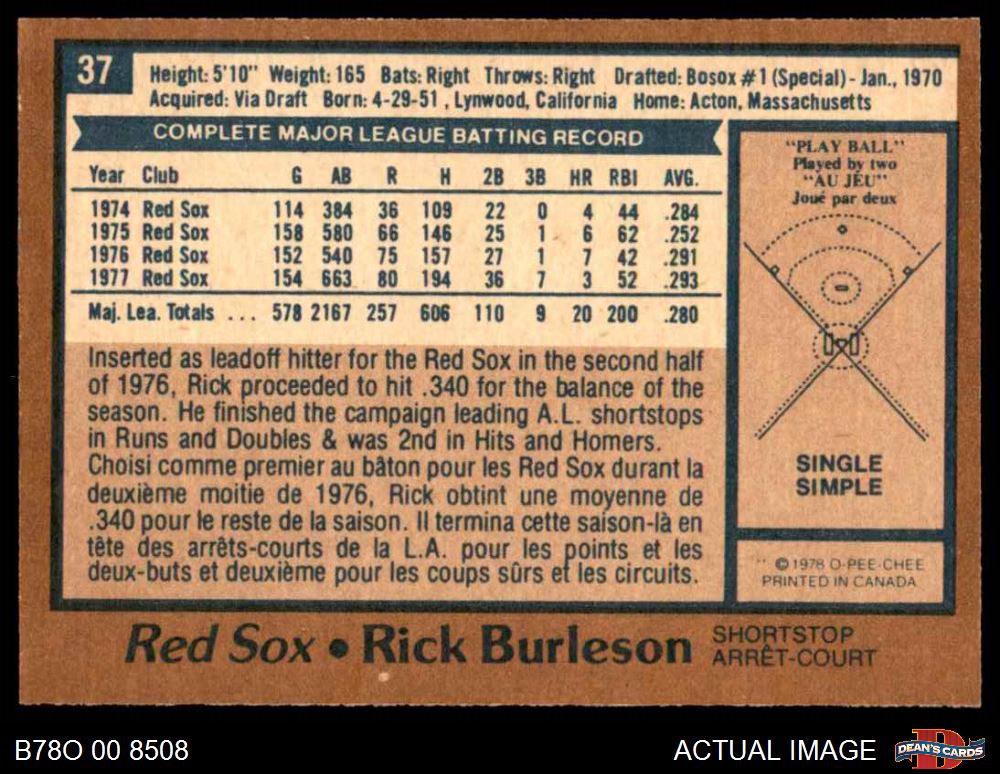 37
Height: 5'10" Weight: 165 Bats: Right Throws: Right Drafted: Bosox #1 (Special) - Jan., 1970
Acquired: Via Draft Born: 4-29-51 , Lynwood, California Home: Acton, Massachusetts
COMPLETE MAJOR LEAGUE BATTING RECORD
Year Club G AB R H 2B 3B HR RBI AVG.
1974 Red Sox 114 384 36 109 22 0 4 44 .284
1975 Red Sox 158 580 66 146 25 1 6 62 .252
1976 Red Sox 152 540 75 157 27 1 7 42 .291
1977 Red Sox 154 663 80 194 36 7 3 52 .293
Maj. Lea. Totals ... 578 2167 257 606 110 9 20 200 .280
Inserted as leadoff hitter for the Red Sox in the second half
of 1976, Rick proceeded to hit .340 for the balance of the
season. He finished the campaign leading A.L. shortstops
in Runs and Doubles & was 2nd in Hits and Homers.
Choisi comme premier au bâton pour les Red Sox durant la
deuxième moitie de 1976, Rick obtint une moyenne de
.340 pour le reste de la saison. Il termina cette saison-là en
tête des arrêts-courts de la L.A. pour les points et les
deux-buts et deuxième pour les coups sûrs et les circuits.
"PLAY BALL"
Played by two
"AU JEU"
Joué par deux
SINGLE
SIMPLE
©1978 O-PEE-CHEE
PRINTED IN CANADA
Red Sox • Rick Burleson
SHORTSTOP
ARRÊT-COURT
B78O 00 8508
ACTUAL IMAGE
D
DEAN'S CARDS